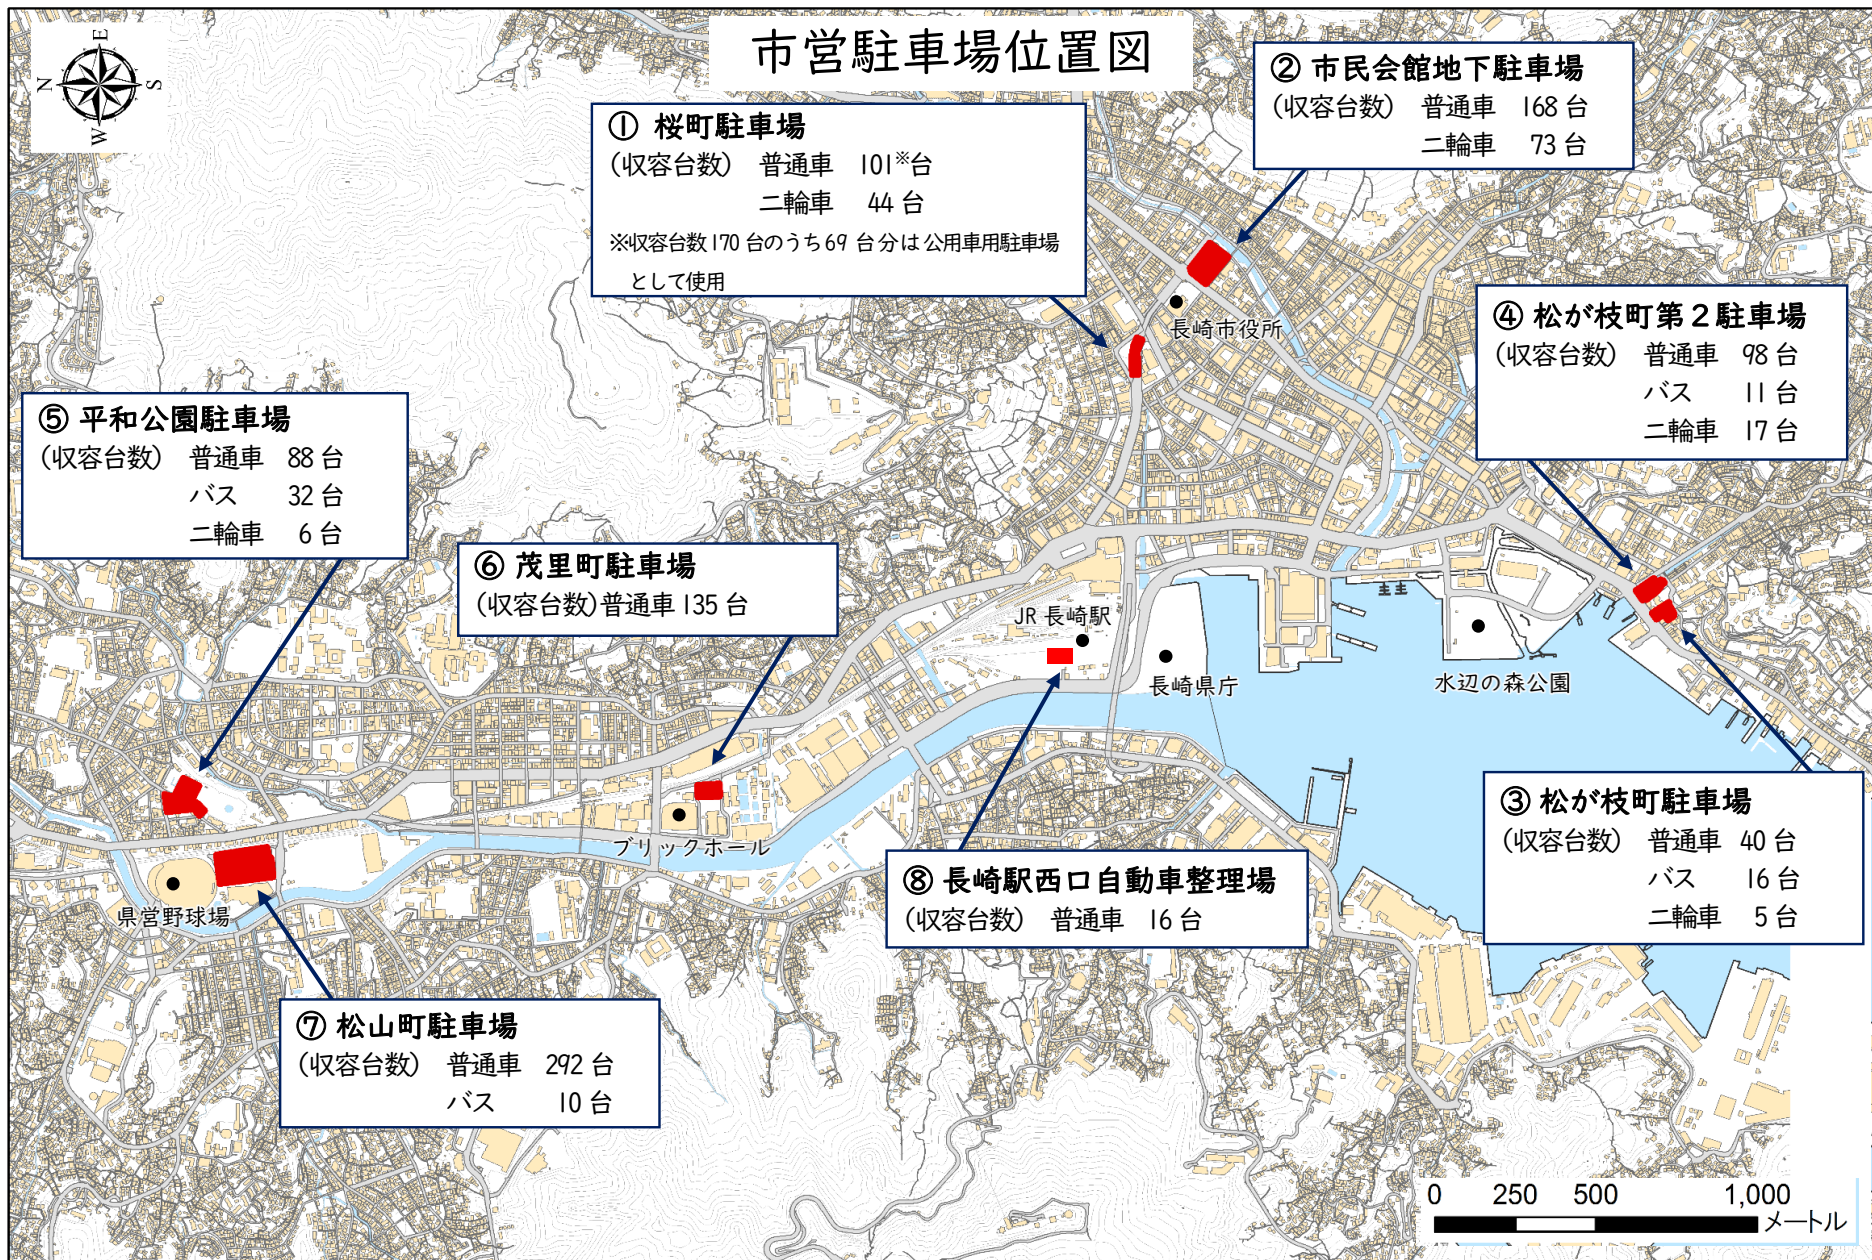 市営駐車場位置図
N
E
S
W
① 桜町駐車場
(収容台数) 普通車 101※台
二輪車 44 台
※収容台数 170 台のうち 69 台分は公用車用駐車場
として使用
② 市民会館地下駐車場
(収容台数) 普通車 168 台
二輪車 73 台
長崎市役所
④ 松が枝町第2駐車場
(収容台数) 普通車 98 台
バス 11 台
二輪車 17 台
⑤ 平和公園駐車場
(収容台数) 普通車 88 台
バス 32 台
二輪車 6 台
⑥ 茂里町駐車場
(収容台数)普通車 135 台
JR 長崎駅
長崎県庁
水辺の森公園
③ 松が枝町駐車場
(収容台数) 普通車 40 台
バス 16 台
二輪車 5 台
ブリックホール
県営野球場
⑧ 長崎駅西口自動車整理場
(収容台数) 普通車 16 台
⑦ 松山町駐車場
(収容台数) 普通車 292 台
バス 10 台
0 250 500 1,000
メートル